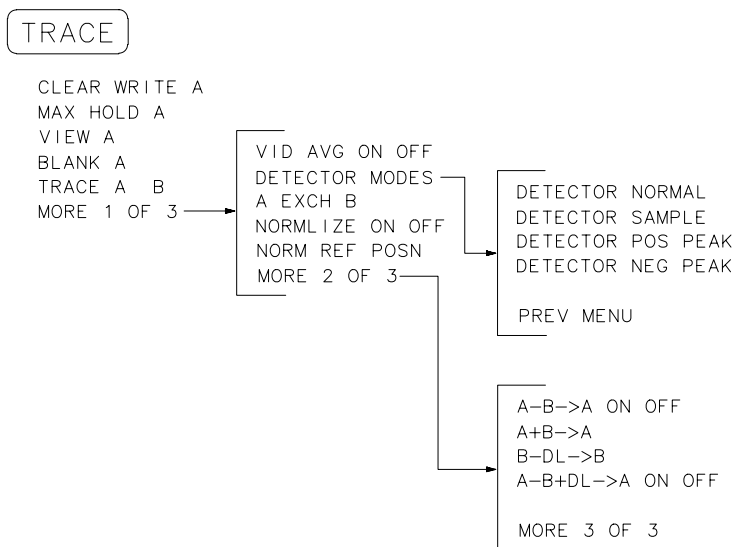 TRACE
CLEAR WRITE A
MAX HOLD A
VIEW A
BLANK A
TRACE A B
MORE 1 OF 3
VID AVG ON OFF
DETECTOR MODES
A EXCH B
NORMLIZE ON OFF
NORM REF POSN
MORE 2 OF 3
DETECTOR NORMAL
DETECTOR SAMPLE
DETECTOR POS PEAK
DETECTOR NEG PEAK
PREV MENU
A−B−>A ON OFF
A+B−>A
B−DL−>B
A−B+DL−>A ON OFF
MORE 3 OF 3